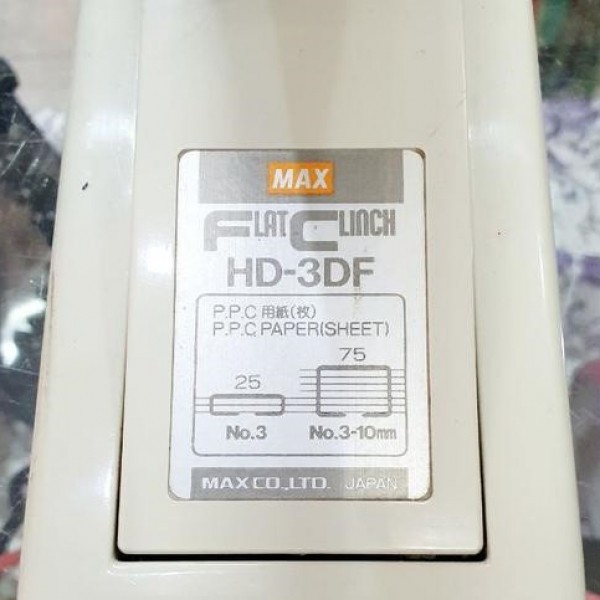 MAX
FLAT CLINCH
HD-3DF
P.P.C 用紙(枚)
P.P.C PAPER(SHEET)
25 75
No.3 No.3-10mm
MAX CO.,LTD. JAPAN